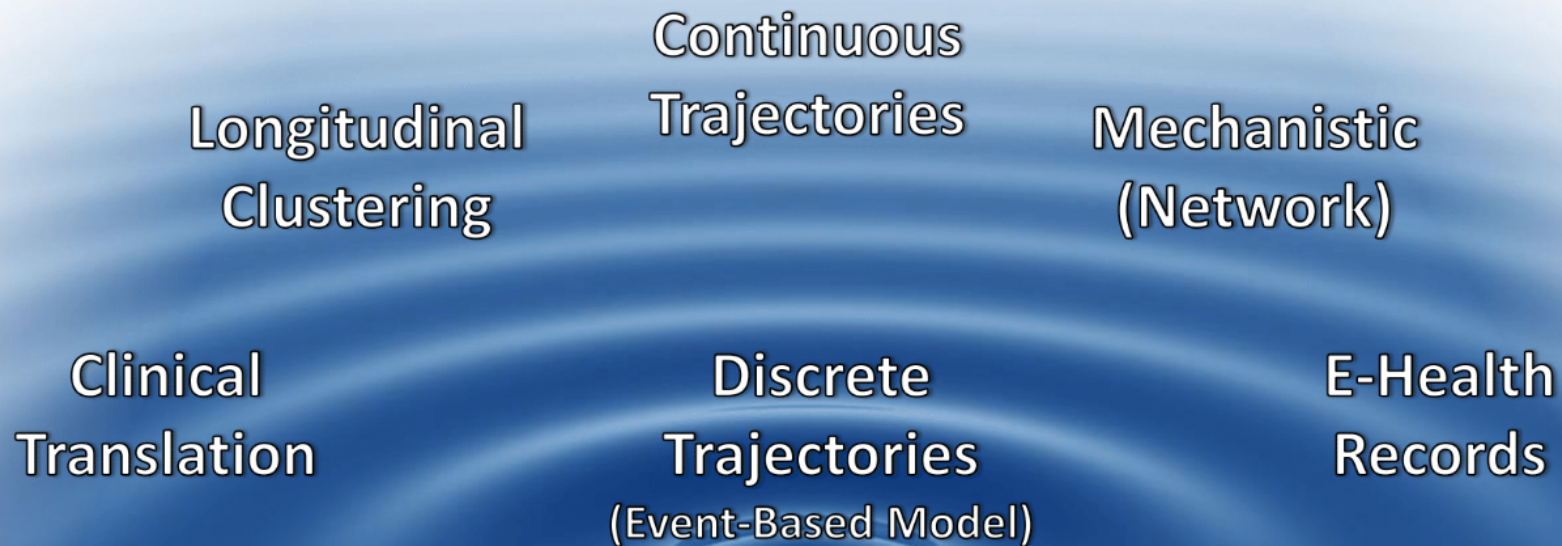 Continuous
Trajectories
Longitudinal
Clustering
Mechanistic
(Network)
Clinical
Translation
Discrete
Trajectories
(Event-Based Model)
E-Health
Records